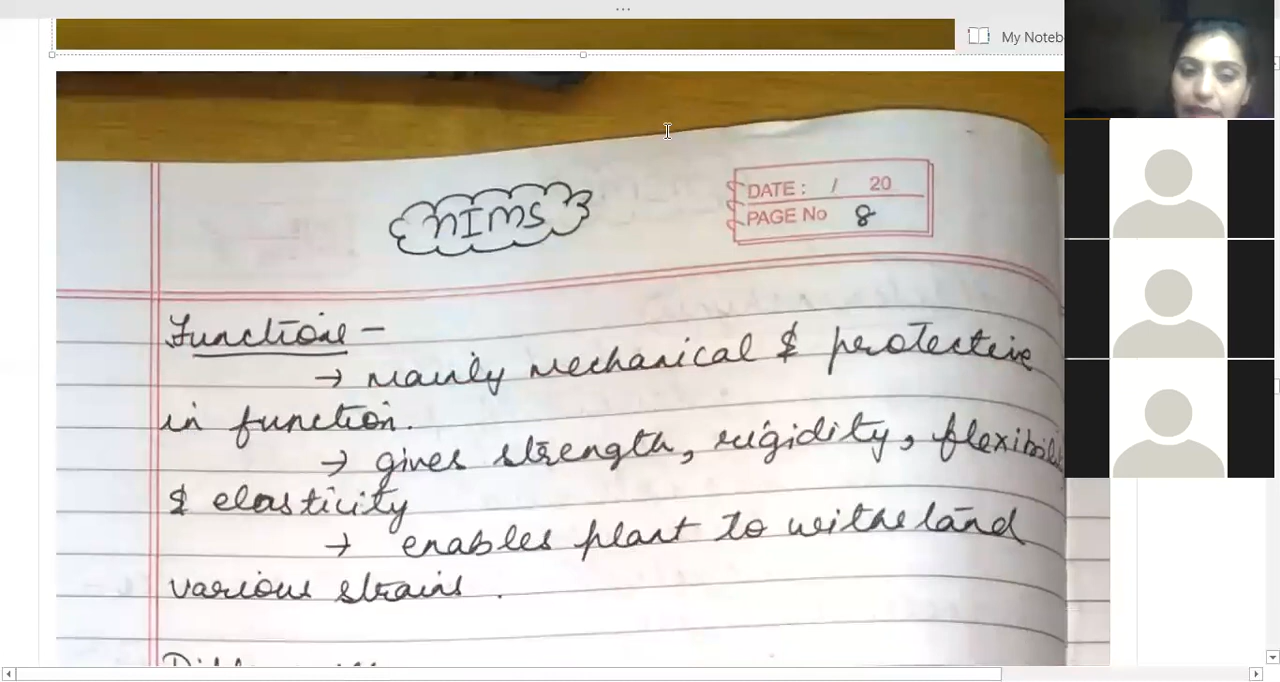 ...
My Noteb
NIMS
DATE : / 20
PAGE No 8
Function -
→ mainly mechanical & protective
in function.
→ gives strength, rigidity, flexibili
& elasticity
→ enables plant to withstand
various strains .